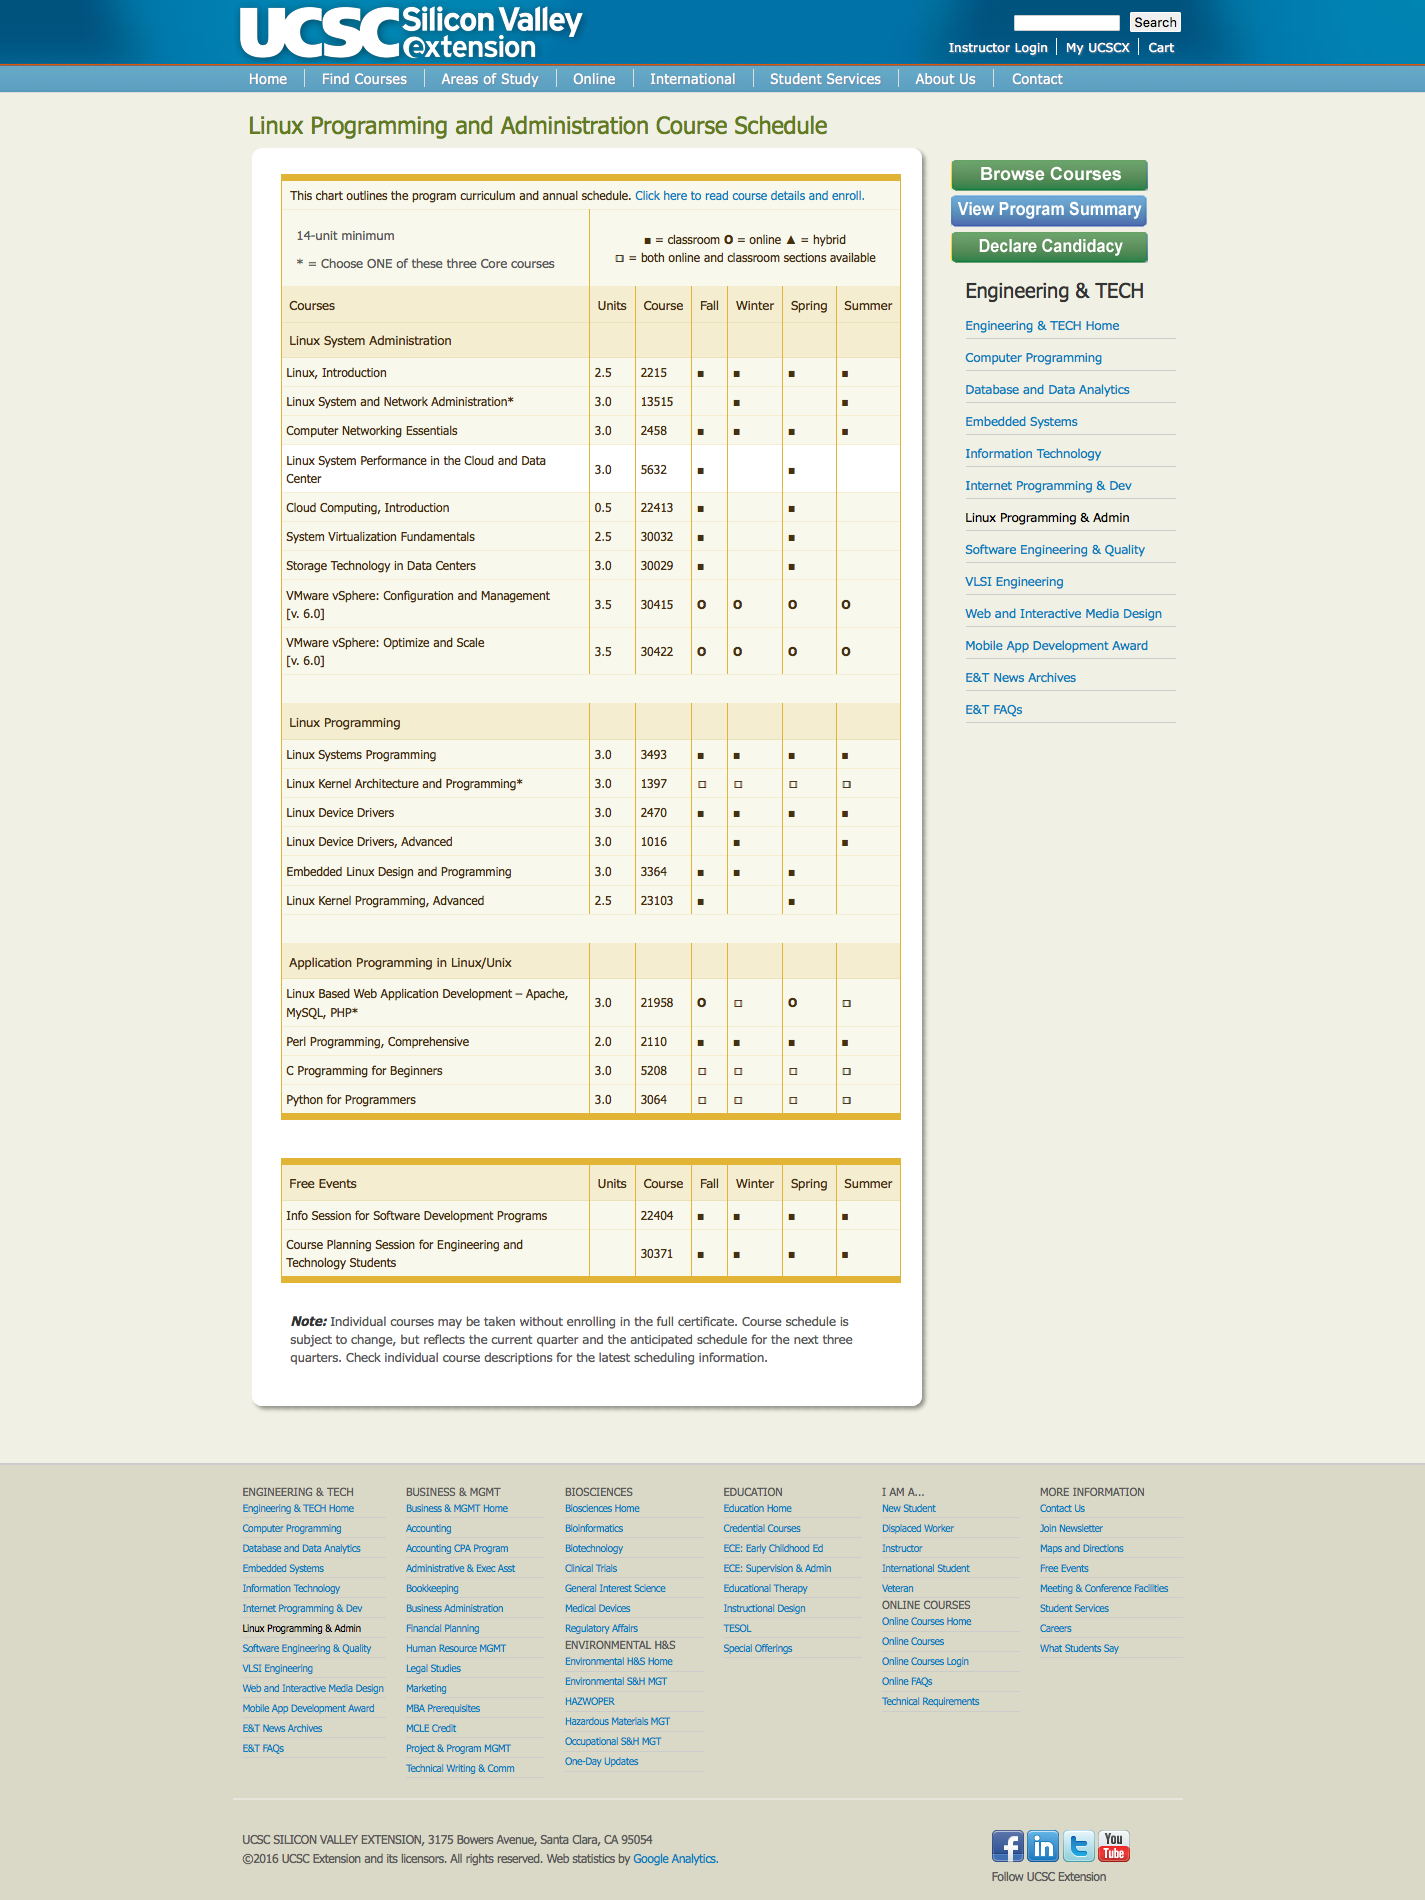 UCSC Silicon Valley
extension
Search
Instructor Login My UCSCX Cart
Home Find Courses Areas of Study Online International Student Services About Us Contact
Linux Programming and Administration Course Schedule
This chart outlines the program curriculum and annual schedule. Click here to read course details and enroll.
14-unit minimum
* = Choose ONE of these three Core courses
■ = classroom O = online ▲ = hybrid
◻ = both online and classroom sections available
Courses Units Course Fall Winter Spring Summer
Linux System Administration
Linux, Introduction 2.5 2215 ■ ■ ■ ■
Linux System and Network Administration* 3.0 13515 ■ ■
Computer Networking Essentials 3.0 2458 ■ ■ ■ ■
Linux System Performance in the Cloud and Data
Center 3.0 5632 ■ ■
Cloud Computing, Introduction 0.5 22413 ■ ■
System Virtualization Fundamentals 2.5 30032 ■ ■
Storage Technology in Data Centers 3.0 30029 ■ ■
VMware vSphere: Configuration and Management
[v. 6.0] 3.5 30415 O O O O
VMware vSphere: Optimize and Scale
[v. 6.0] 3.5 30422 O O O O
Linux Programming
Linux Systems Programming 3.0 3493 ■ ■ ■ ■
Linux Kernel Architecture and Programming* 3.0 1397 ◻ ◻ ◻ ◻
Linux Device Drivers 3.0 2470 ■ ■ ■ ■
Linux Device Drivers, Advanced 3.0 1016 ■ ■
Embedded Linux Design and Programming 3.0 3364 ■ ■ ■
Linux Kernel Programming, Advanced 2.5 23103 ■ ■
Application Programming in Linux/Unix
Linux Based Web Application Development – Apache,
MySQL, PHP* 3.0 21958 O ◻ O ◻
Perl Programming, Comprehensive 2.0 2110 ■ ■ ■ ■
C Programming for Beginners 3.0 5208 ◻ ◻ ◻ ◻
Python for Programmers 3.0 3064 ◻ ◻ ◻ ◻
Free Events Units Course Fall Winter Spring Summer
Info Session for Software Development Programs 22404 ■ ■ ■ ■
Course Planning Session for Engineering and
Technology Students 30371 ■ ■ ■ ■
Note: Individual courses may be taken without enrolling in the full certificate. Course schedule is
subject to change, but reflects the current quarter and the anticipated schedule for the next three
quarters. Check individual course descriptions for the latest scheduling information.
Browse Courses
View Program Summary
Declare Candidacy
Engineering & TECH
Engineering & TECH Home
Computer Programming
Database and Data Analytics
Embedded Systems
Information Technology
Internet Programming & Dev
Linux Programming & Admin
Software Engineering & Quality
VLSI Engineering
Web and Interactive Media Design
Mobile App Development Award
E&T News Archives
E&T FAQs
ENGINEERING & TECH
Engineering & TECH Home
Computer Programming
Database and Data Analytics
Embedded Systems
Information Technology
Internet Programming & Dev
Linux Programming & Admin
Software Engineering & Quality
VLSI Engineering
Web and Interactive Media Design
Mobile App Development Award
E&T News Archives
E&T FAQs
BUSINESS & MGMT
Business & MGMT Home
Accounting
Accounting CPA Program
Administrative & Exec Asst
Bookkeeping
Business Administration
Financial Planning
Human Resource MGMT
Legal Studies
Marketing
MBA Prerequisites
MCLE Credit
Project & Program MGMT
Technical Writing & Comm
BIOSCIENCES
Biosciences Home
Bioinformatics
Biotechnology
Clinical Trials
General Interest Science
Medical Devices
Regulatory Affairs
ENVIRONMENTAL H&S
Environmental H&S Home
Environmental S&H MGT
HAZWOPER
Hazardous Materials MGT
Occupational S&H MGT
One-Day Updates
EDUCATION
Education Home
Credential Courses
ECE: Early Childhood Ed
ECE: Supervision & Admin
Educational Therapy
Instructional Design
TESOL
Special Offerings
I AM A...
New Student
Displaced Worker
Instructor
International Student
Veteran
ONLINE COURSES
Online Courses Home
Online Courses
Online Courses Login
Online FAQs
Technical Requirements
MORE INFORMATION
Contact Us
Join Newsletter
Maps and Directions
Free Events
Meeting & Conference Facilities
Student Services
Careers
What Students Say
UCSC SILICON VALLEY EXTENSION, 3175 Bowers Avenue, Santa Clara, CA 95054
©2016 UCSC Extension and its licensors. All rights reserved. Web statistics by Google Analytics.
f in t You Tube
Follow UCSC Extension